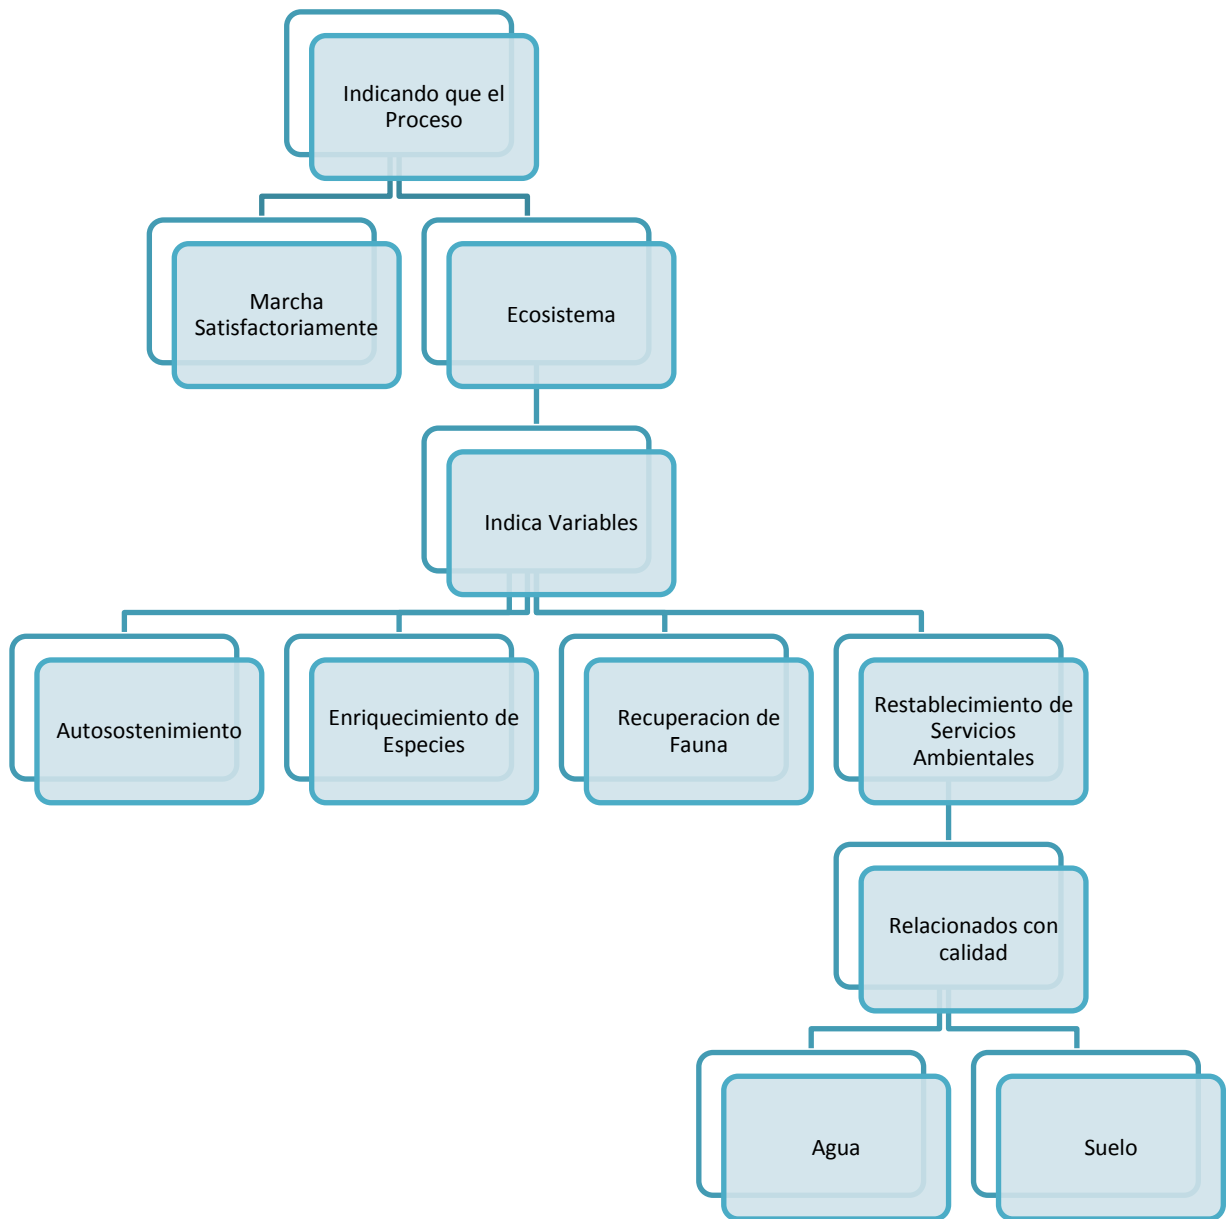 Indicando que el
Proceso
Marcha
Satisfactoriamente
Ecosistema
Indica Variables
Autosostenimiento
Enriquecimiento de
Especies
Recuperacion de
Fauna
Restablecimiento de
Servicios
Ambientales
Relacionados con
calidad
Agua
Suelo